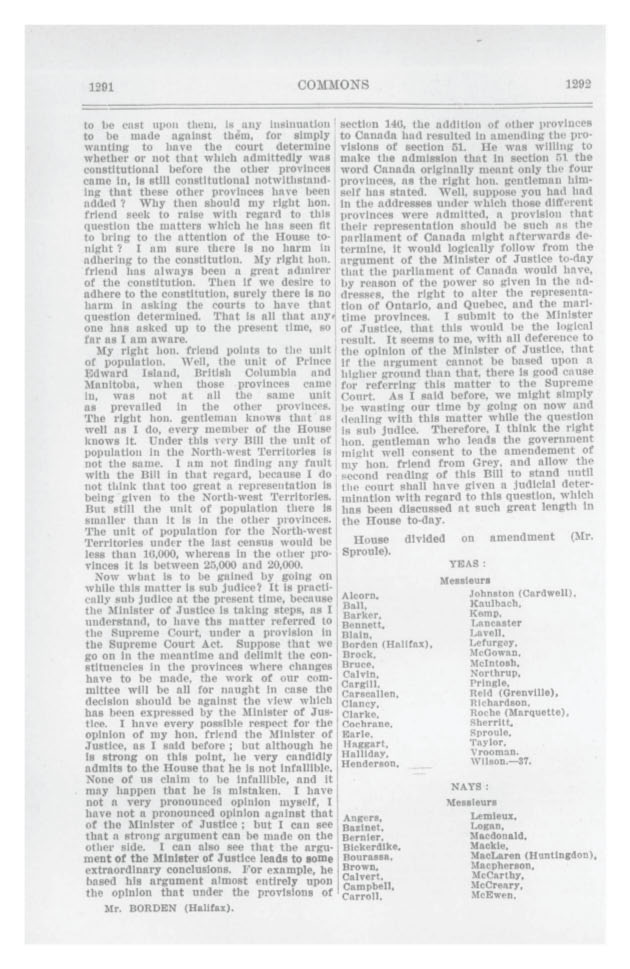 1291
COMMONS
1292
to be cast upon them, is any insinuation
to be made against them, for simply
wanting to have the court determine
whether or not that which admittedly was
constitutional before the other provinces
came in, is still constitutional notwithstand-
ing that these other provinces have been
added ? Why then should my right hon.
friend seek to raise with regard to this
question the matters which he has seen fit
to bring to the attention of the House to-
night ? I am sure there is no harm in
adhering to the constitution. My right hon.
friend has always been a great admirer
of the constitution. Then if we desire to
adhere to the constitution, surely there is no
harm in asking the courts to have that
question determined. That is all that any-
one has asked up to the present time, so
far as I am aware.
My right hon. friend points to the unit
of population. Well, the unit of Prince
Edward Island, British Columbia and
Manitoba, when those provinces came
in, was not at all the same unit
as prevailed in the other provinces.
The right hon. gentleman knows that as
well as I do, every member of the House
knows it. Under this very Bill the unit of
population in the North-west Territories is
not the same. I am not finding any fault
with the Bill in that regard, because I do
not think that too great a representation is
being given to the North-west Territories.
But still the unit of population there is
smaller than it is in the other provinces.
The unit of population for the North-west
Territories under the last census would be
less than 16,000, whereas in the other pro-
vinces it is between 25,000 and 20,000.
Now what is to be gained by going on
while this matter is sub judice? It is practi-
cally sub judice at the present time, because
the Minister of Justice is taking steps, as I
understand, to have ths matter referred to
the Supreme Court, under a provision in
the Supreme Court Act. Suppose that we
go on in the meantime and delimit the con-
stituencies in the provinces where changes
have to be made, the work of our com-
mittee will be all for naught in case the
decision should be against the view which
has been expressed by the Minister of Jus-
tice. I have every possible respect for the
opinion of my hon. friend the Minister of
Justice, as I said before ; but although he
is strong on this point, he very candidly
admits to the House that he is not infallible.
None of us claim to be infallible, and it
may happen that he is mistaken. I have
not a very pronounced opinion myself, I
have not a pronounced opinion against that
of the Minister of Justice ; but I can see
that a strong argument can be made on the
other side. I can also see that the argu-
ment of the Minister of Justice leads to some
extraordinary conclusions. For example, he
based his argument almost entirely upon
the opinion that under the provisions of
Mr. BORDEN (Halifax).
section 146, the addition of other provinces
to Canada had resulted in amending the pro-
visions of section 51. He was willing to
make the admission that in section 51 the
word Canada originally meant only the four
provinces, as the right hon. gentleman him-
self has stated. Well, suppose you had had
in the addresses under which those different
provinces were admitted, a provision that
their representation should be such as the
parliament of Canada might afterwards de-
termine, it would logically follow from the
argument of the Minister of Justice to-day
that the parliament of Canada would have,
by reason of the power so given in the ad-
dresses, the right to alter the representa-
tion of Ontario, and Quebec, and the mari-
time provinces. I submit to the Minister
of Justice, that this would be the logical
result. It seems to me, with all deference to
the opinion of the Minister of Justice, that
if the argument cannot be based upon a
higher ground than that, there is good cause
for referring this matter to the Supreme
Court. As I said before, we might simply
be wasting our time by going on now and
dealing with this matter while the question
is sub judice. Therefore, I think the right
hon. gentleman who leads the government
might well consent to the amendement of
my hon. friend from Grey, and allow the
second reading of this Bill to stand until
the court shall have given a judicial deter-
mination with regard to this question, which
has been discussed at such great length in
the House to-day.
House divided on amendment (Mr.
Sproule).
YEAS :
Messieurs
Alcorn,
Ball,
Barker,
Bennett,
Blain,
Borden (Halifax),
Brock,
Bruce,
Calvin,
Cargill,
Carscallen,
Clancy,
Clarke,
Cochrane,
Earle,
Haggart,
Halliday,
Henderson,
Johnston (Cardwell),
Kaulbach,
Kemp,
Lancaster
Lavell,
Lefurgey,
McGowan,
McIntosh,
Northrup,
Pringle,
Reid (Grenville),
Richardson,
Roche (Marquette),
Sherritt,
Sproule,
Taylor,
Vrooman.
Wilson.—37.
NAYS :
Messieurs
Angers,
Bazinet,
Bernier,
Bickerdike,
Bourassa,
Brown,
Calvert,
Campbell,
Carroll,
Lemieux,
Logan,
Macdonald,
Mackie,
MacLaren (Huntingdon),
Macpherson,
McCarthy,
McCreary,
McEwen,